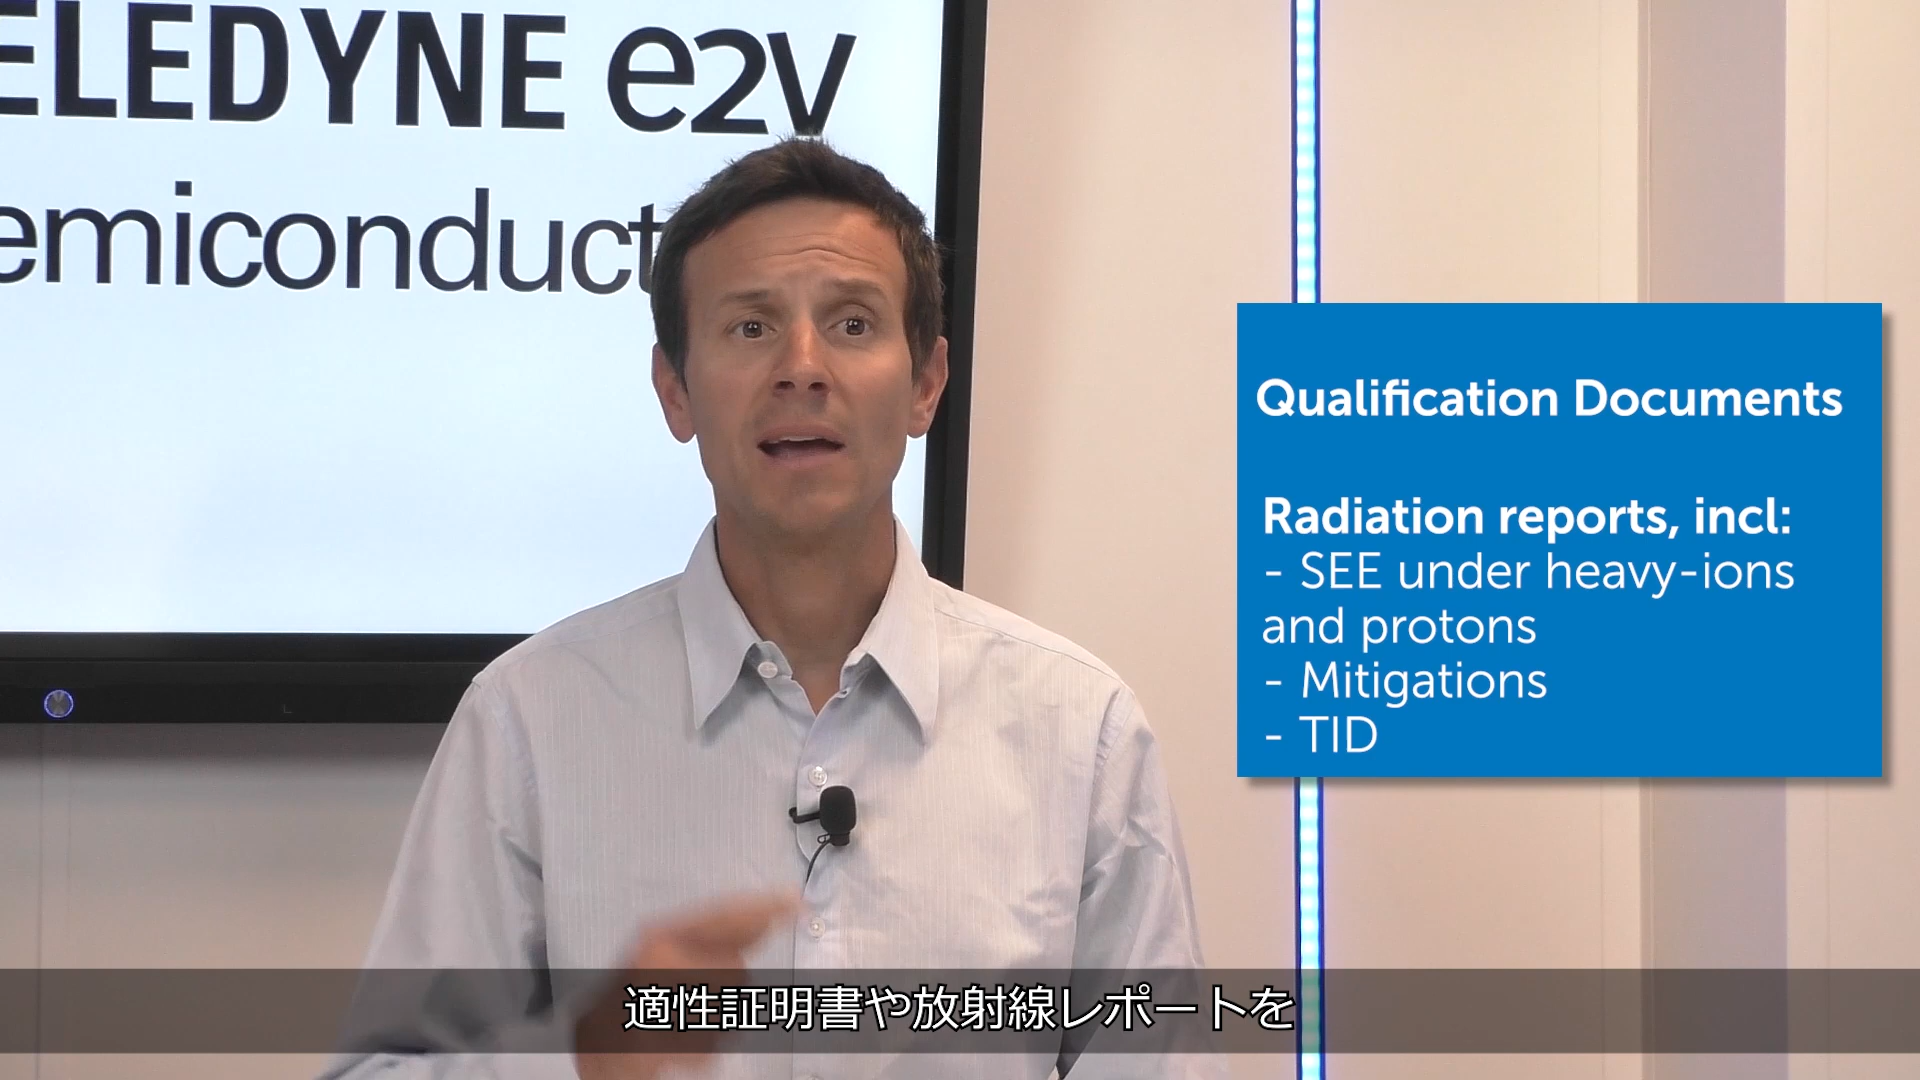 ELEDYNE e2v
emiconduct
Qualification Documents
Radiation reports, incl:
- SEE under heavy-ions
and protons
- Mitigations
- TID
適性証明書や放射線レポートを